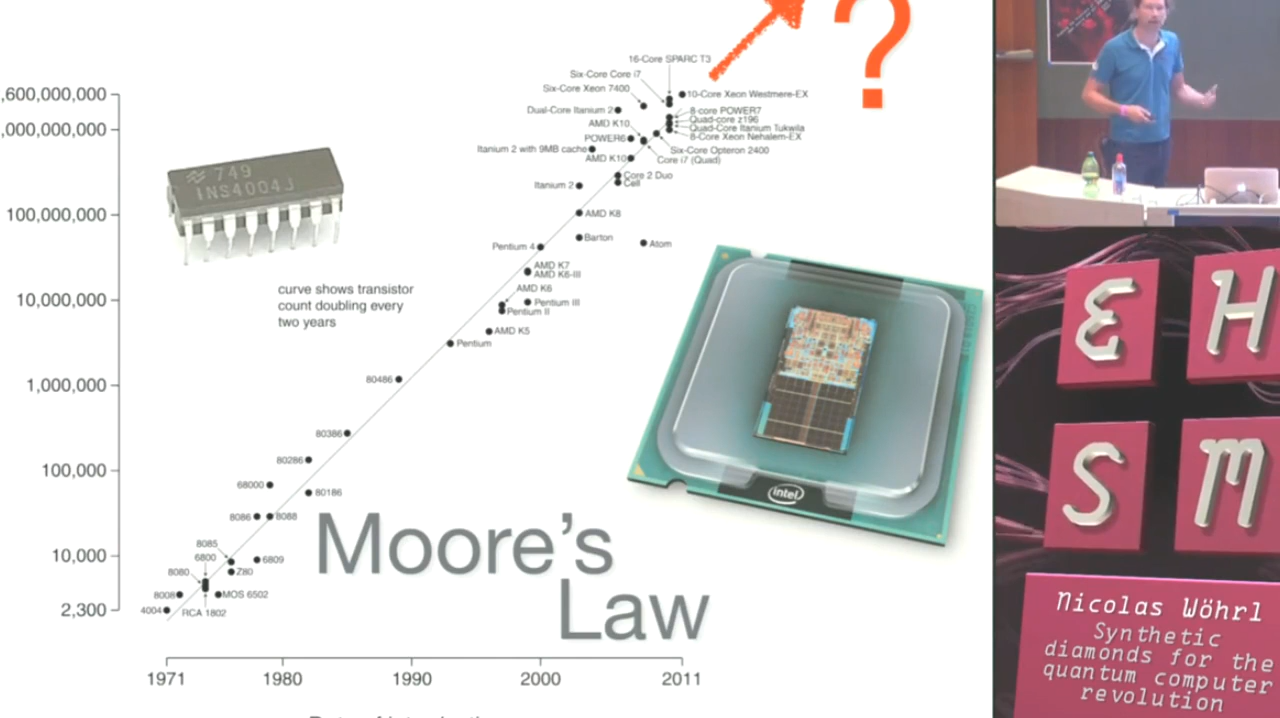 ?
16-Core SPARC T3
Six-Core Core i7
Six-Core Xeon 7400
10-Core Xeon Westmere-EX
Dual-Core Itanium 2
8-core POWER7
Quad-core z196
AMD K10
Quad-Core Itanium Tukwila
POWER6
8-Core Xeon Nehalem-EX
Itanium 2 with 9MB cache
Six-Core Opteron 2400
AMD K10
Core i7 (Quad)
Core 2 Duo
Itanium 2
Cell
AMD K8
Barton
Pentium 4
Atom
AMD K7
AMD K6-III
AMD K6
Pentium III
Pentium II
AMD K5
Pentium
80486
80386
80286
68000
80186
8086
8088
8085
6800
6809
8080
Z80
8008
MOS 6502
4004
RCA 1802
,600,000,000
,000,000,000
100,000,000
10,000,000
1,000,000
100,000
10,000
2,300
1971
1980
1990
2000
2011
749
INS4004J
curve shows transistor
count doubling every
two years
intel
Moore's
Law
E H
S M
Nicolas Wöhrl
Synthetic
diamonds for the
quantum computer
revolution